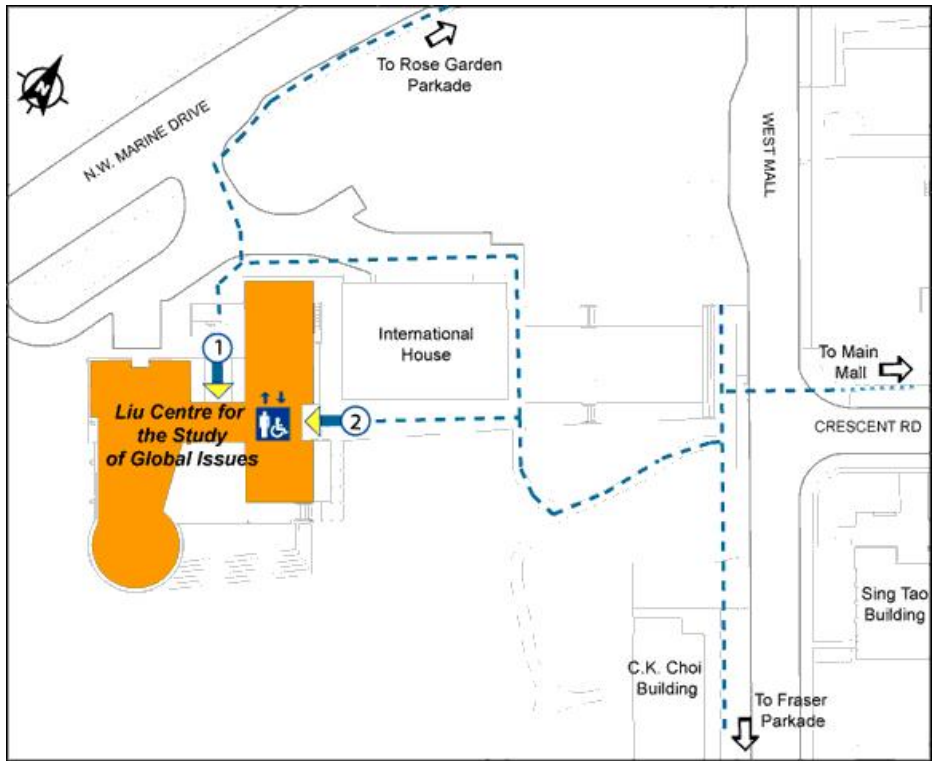 To Rose Garden
Parkade
N
N.W. MARINE DRIVE
WEST MALL
International
House
1
To Main
Mall
2
Liu Centre for
the Study
of Global Issues
CRESCENT RD
Sing Tao
Building
C.K. Choi
Building
To Fraser
Parkade